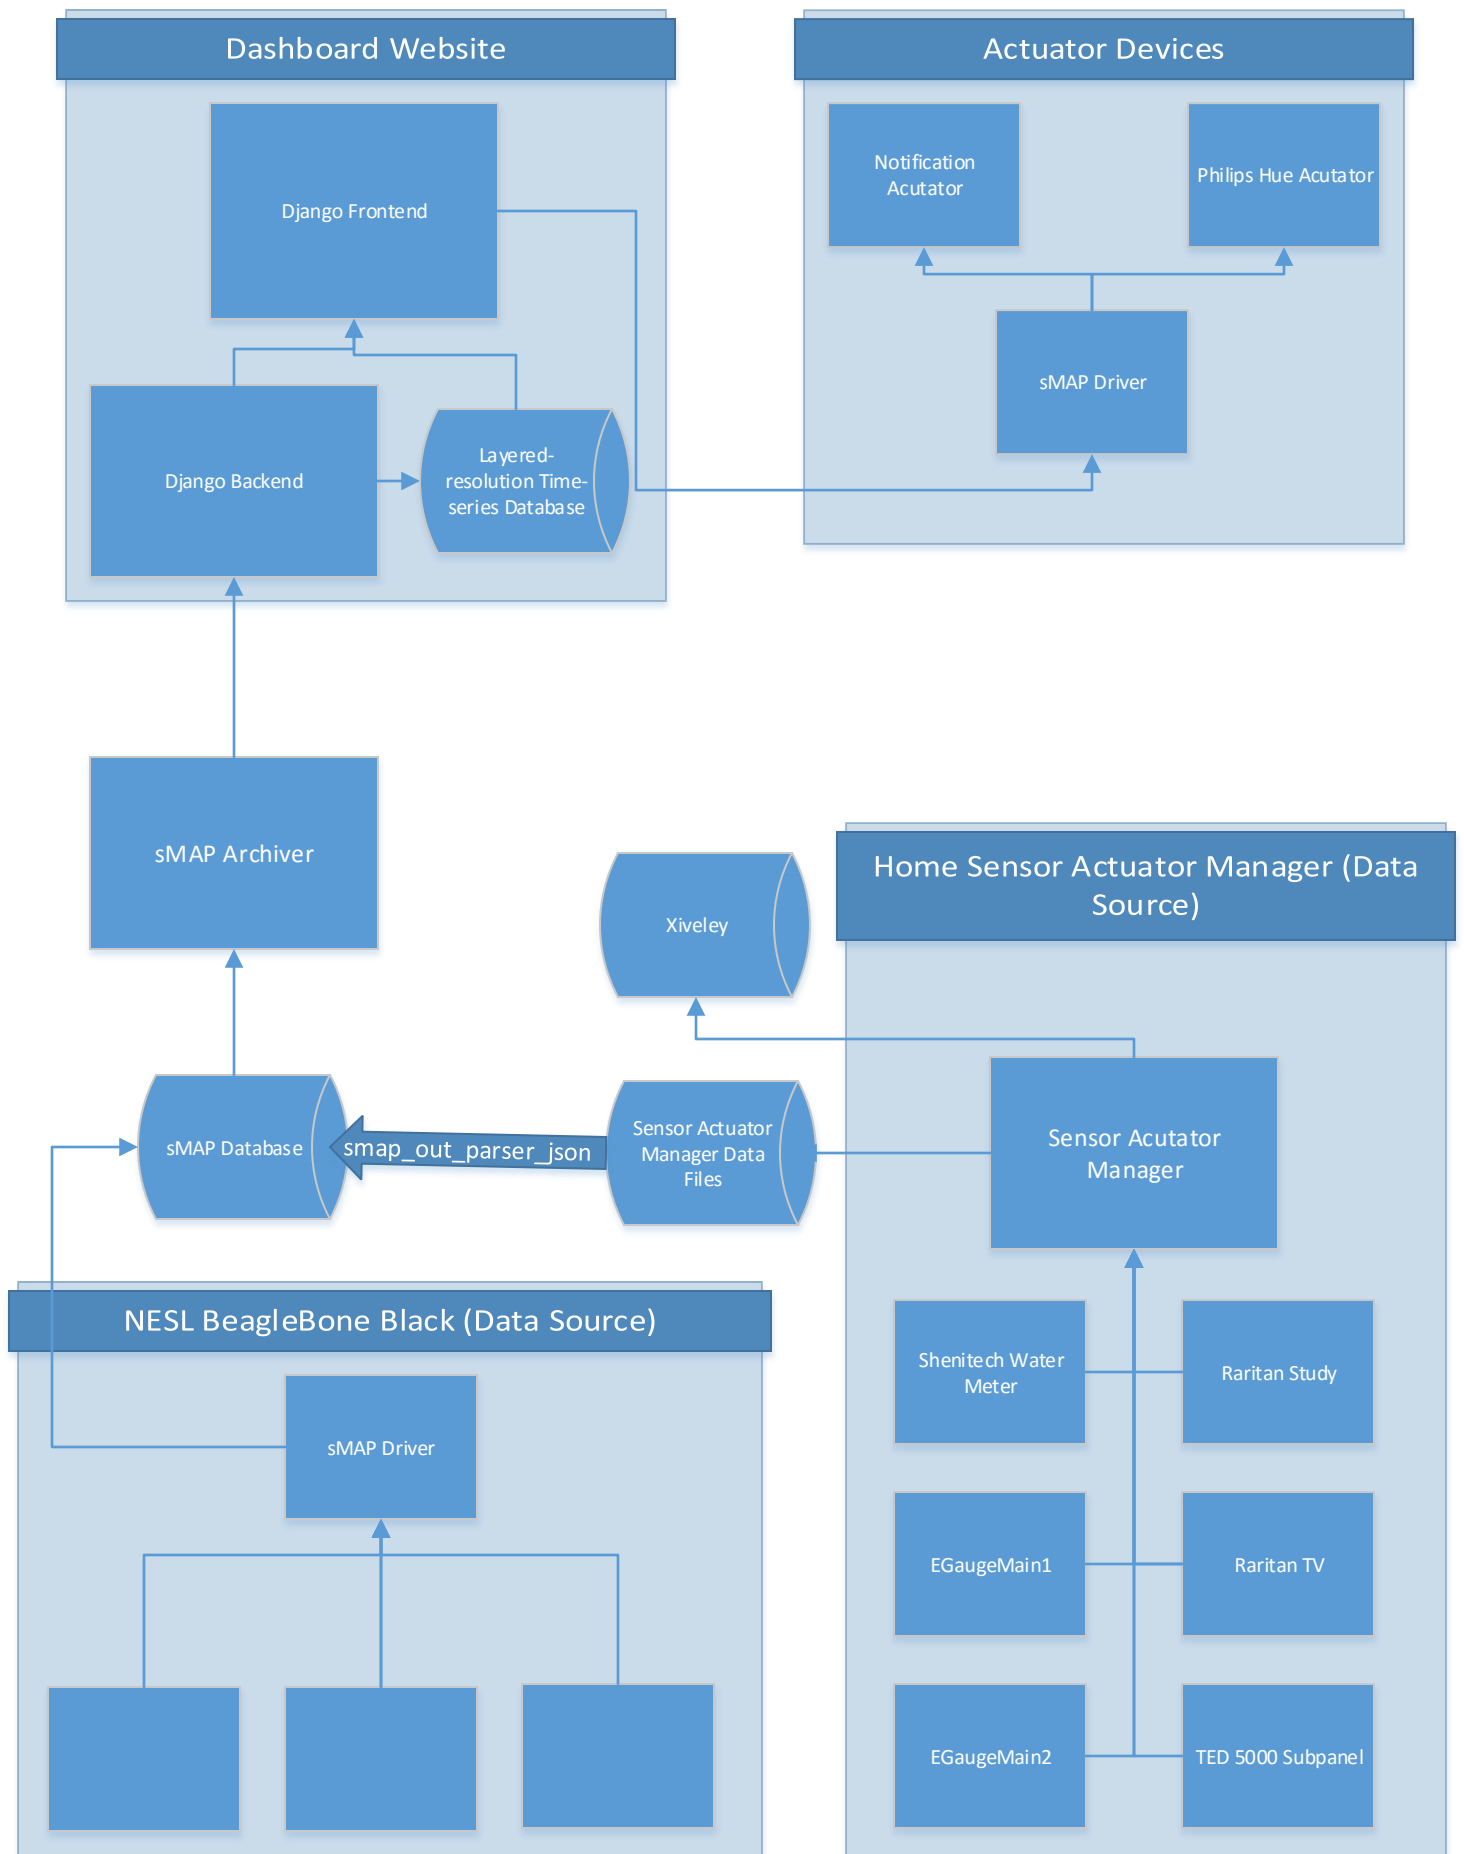 Dashboard Website
Actuator Devices
Django Frontend
Notification
Acutator
Philips Hue Acutator
sMAP Driver
Django Backend
Layered-
resolution Time-
series Database
sMAP Archiver
Xiveley
Home Sensor Actuator Manager (Data
Source)
sMAP Database
smap_out_parser_json
Sensor Actuator
Manager Data
Files
Sensor Acutator
Manager
NESL BeagleBone Black (Data Source)
sMAP Driver
Shenitech Water
Meter
Raritan Study
EGaugeMain1
Raritan TV
EGaugeMain2
TED 5000 Subpanel